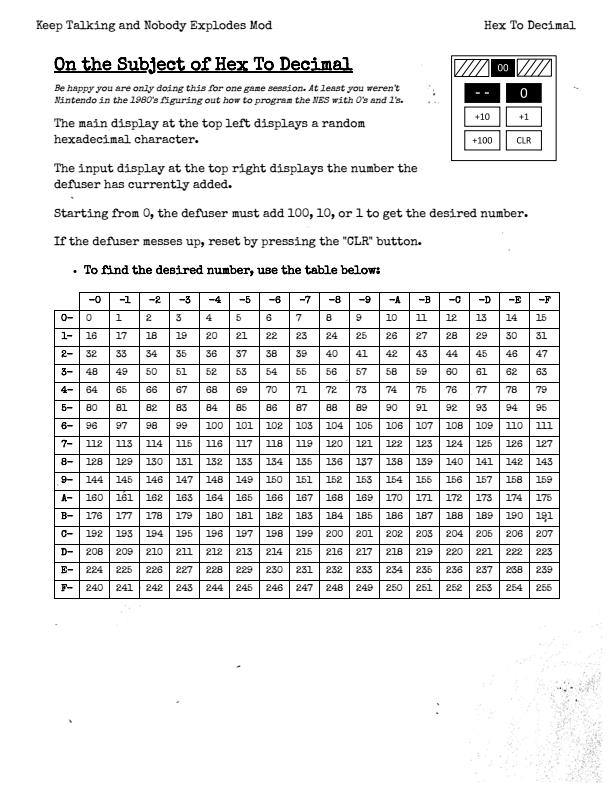 Keep Talking and Nobody Explodes Mod Hex To Decimal
On the Subject of Hex To Decimal
Be happy you are only doing this for one game session. At least you weren't
Nintendo in the 1980's figuring out how to program the NES with 0's and 1's.
The main display at the top left displays a random
hexadecimal character.
The input display at the top right displays the number the
defuser has currently added.
00
-- 0
+10 +1
+100 CLR
Starting from 0, the defuser must add 100, 10, or 1 to get the desired number.
If the defuser messes up, reset by pressing the "CLR" button.
• To find the desired number, use the table below:
-0 -1 -2 -3 -4 -5 -6 -7 -8 -9 -A -B -C -D -E -F
0- 0 1 2 3 4 5 6 7 8 9 10 11 12 13 14 15
1- 16 17 18 19 20 21 22 23 24 25 26 27 28 29 30 31
2- 32 33 34 35 36 37 38 39 40 41 42 43 44 45 46 47
3- 48 49 50 51 52 53 54 55 56 57 58 59 60 61 62 63
4- 64 65 66 67 68 69 70 71 72 73 74 75 76 77 78 79
5- 80 81 82 83 84 85 86 87 88 89 90 91 92 93 94 95
6- 96 97 98 99 100 101 102 103 104 105 106 107 108 109 110 111
7- 112 113 114 115 116 117 118 119 120 121 122 123 124 125 126 127
8- 128 129 130 131 132 133 134 135 136 137 138 139 140 141 142 143
9- 144 145 146 147 148 149 150 151 152 153 154 155 156 157 158 159
A- 160 161 162 163 164 165 166 167 168 169 170 171 172 173 174 175
B- 176 177 178 179 180 181 182 183 184 185 186 187 188 189 190 191
C- 192 193 194 195 196 197 198 199 200 201 202 203 204 205 206 207
D- 208 209 210 211 212 213 214 215 216 217 218 219 220 221 222 223
E- 224 225 226 227 228 229 230 231 232 233 234 235 236 237 238 239
F- 240 241 242 243 244 245 246 247 248 249 250 251 252 253 254 255